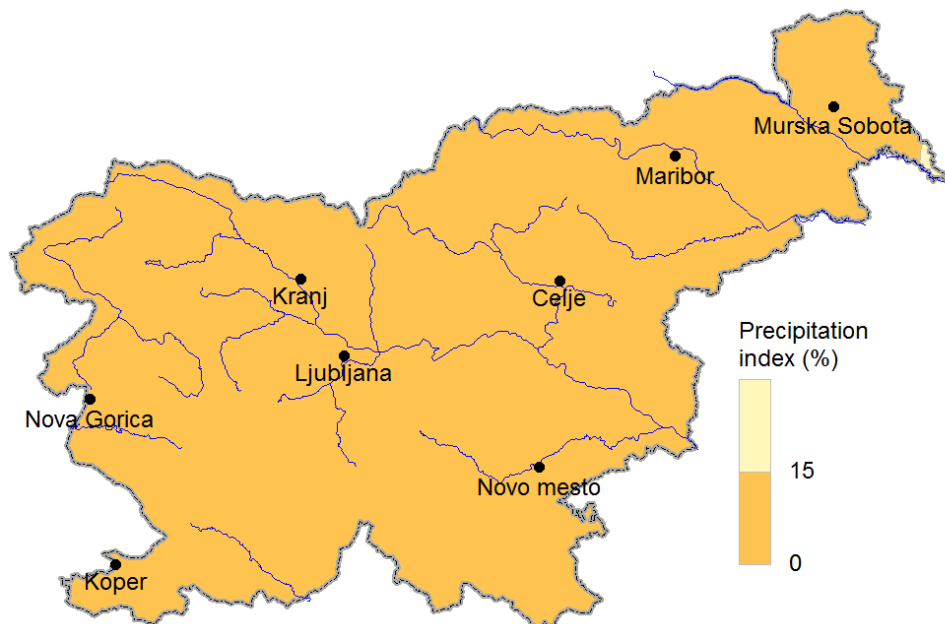 Murska Sobota
Maribor
Kranj
Celje
Precipitation
index (%)
Ljubljana
Nova Gorica
15
Novo mesto
0
Koper